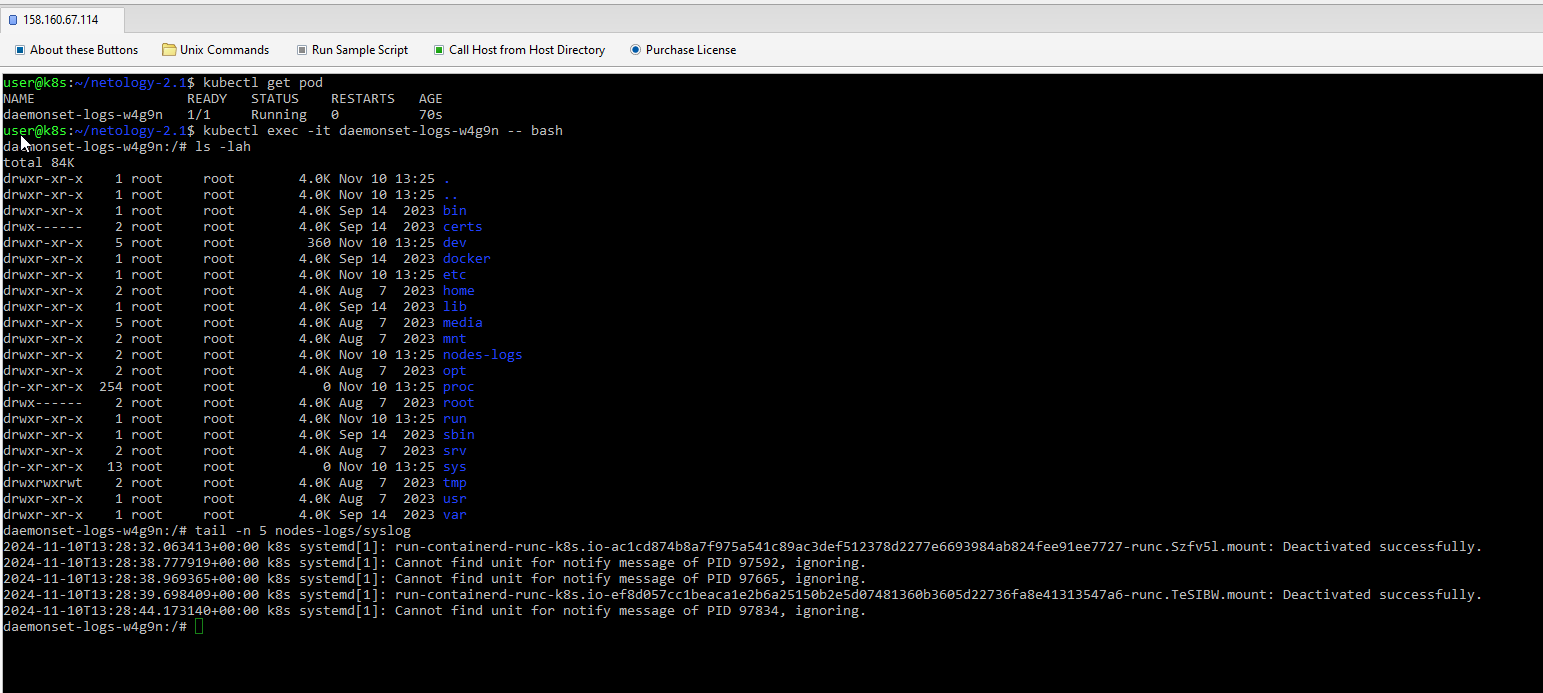 158.160.67.114
About these Buttons Unix Commands Run Sample Script Call Host from Host Directory Purchase License
user@k8s:~/netology-2.1$ kubectl get pod
NAME READY STATUS RESTARTS AGE
daemonset-logs-w4g9n 1/1 Running 0 70s
user@k8s:~/netology-2.1$ kubectl exec -it daemonset-logs-w4g9n -- bash
daemonset-logs-w4g9n:/# ls -lah
total 84K
drwxr-xr-x 1 root root 4.0K Nov 10 13:25 .
drwxr-xr-x 1 root root 4.0K Nov 10 13:25 ..
drwxr-xr-x 1 root root 4.0K Sep 14 2023 bin
drwx------ 2 root root 4.0K Sep 14 2023 certs
drwxr-xr-x 5 root root 360 Nov 10 13:25 dev
drwxr-xr-x 1 root root 4.0K Sep 14 2023 docker
drwxr-xr-x 1 root root 4.0K Nov 10 13:25 etc
drwxr-xr-x 2 root root 4.0K Aug 7 2023 home
drwxr-xr-x 1 root root 4.0K Sep 14 2023 lib
drwxr-xr-x 5 root root 4.0K Aug 7 2023 media
drwxr-xr-x 2 root root 4.0K Aug 7 2023 mnt
drwxr-xr-x 2 root root 4.0K Nov 10 13:25 nodes-logs
drwxr-xr-x 2 root root 4.0K Aug 7 2023 opt
dr-xr-xr-x 254 root root 0 Nov 10 13:25 proc
drwx------ 2 root root 4.0K Aug 7 2023 root
drwxr-xr-x 1 root root 4.0K Nov 10 13:25 run
drwxr-xr-x 1 root root 4.0K Sep 14 2023 sbin
drwxr-xr-x 2 root root 4.0K Aug 7 2023 srv
dr-xr-xr-x 13 root root 0 Nov 10 13:25 sys
drwxrwxrwt 2 root root 4.0K Aug 7 2023 tmp
drwxr-xr-x 1 root root 4.0K Aug 7 2023 usr
drwxr-xr-x 1 root root 4.0K Sep 14 2023 var
daemonset-logs-w4g9n:/# tail -n 5 nodes-logs/syslog
2024-11-10T13:28:32.063413+00:00 k8s systemd[1]: run-containerd-runc-k8s.io-ac1cd874b8a7f975a541c89ac3def512378d2277e6693984ab824fee91ee7727-runc.Szfv5l.mount: Deactivated successfully.
2024-11-10T13:28:38.777919+00:00 k8s systemd[1]: Cannot find unit for notify message of PID 97592, ignoring.
2024-11-10T13:28:38.969365+00:00 k8s systemd[1]: Cannot find unit for notify message of PID 97665, ignoring.
2024-11-10T13:28:39.698409+00:00 k8s systemd[1]: run-containerd-runc-k8s.io-ef8d057cc1beaca1e2b6a25150b2e5d07481360b3605d22736fa8e41313547a6-runc.TeSIBW.mount: Deactivated successfully.
2024-11-10T13:28:44.173140+00:00 k8s systemd[1]: Cannot find unit for notify message of PID 97834, ignoring.
daemonset-logs-w4g9n:/#